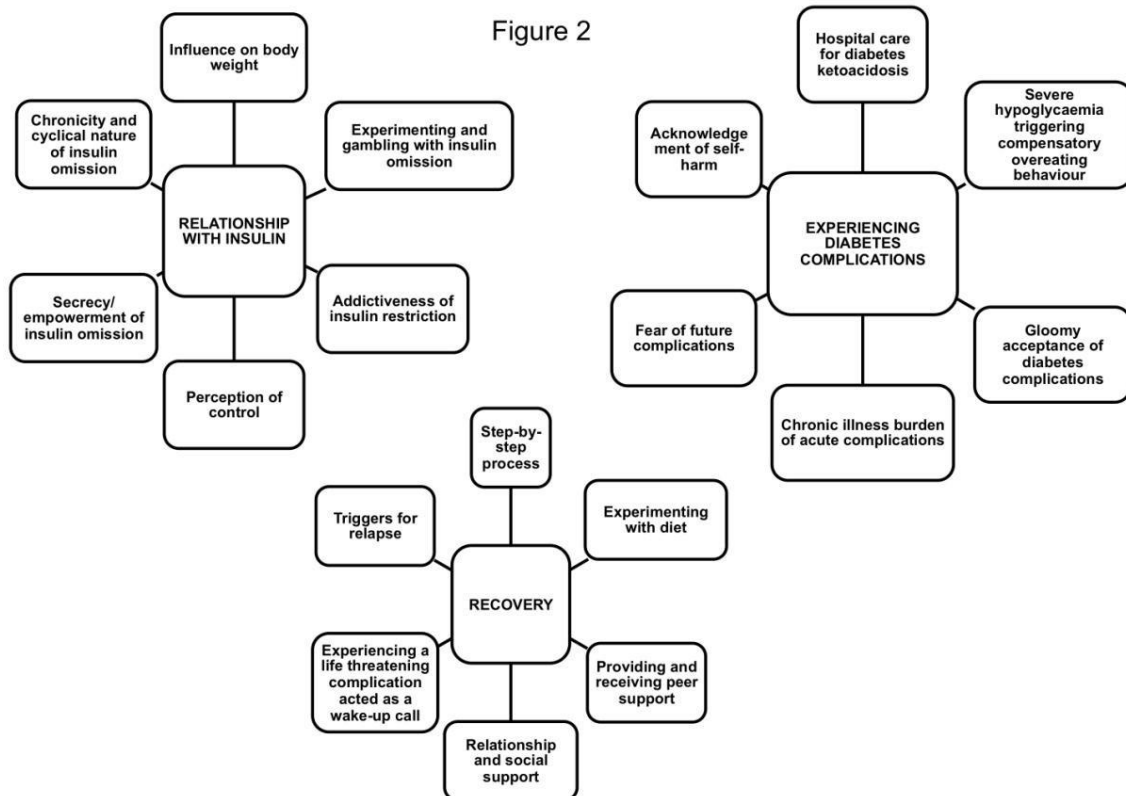 Figure 2
Influence on body
weight
Chronicity and
cyclical nature
of insulin
omission
Experimenting and
gambling with insulin
omission
RELATIONSHIP
WITH INSULIN
Secrecy/
empowerment of
insulin omission
Addictiveness of
insulin restriction
Perception of
control
Hospital care
for diabetes
ketoacidosis
Acknowledge
ment of self-
harm
Severe
hypoglycaemia
triggering
compensatory
overeating
behaviour
EXPERIENCING
DIABETES
COMPLICATIONS
Fear of future
complications
Gloomy
acceptance of
diabetes
complications
Chronic illness burden
of acute complications
Step-by-
step
process
Triggers for
relapse
Experimenting
with diet
RECOVERY
Experiencing a
life threatening
complication
acted as a
wake-up call
Providing and
receiving peer
support
Relationship
and social
support